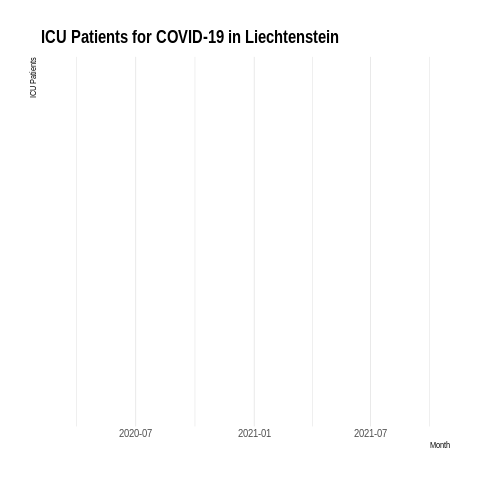 ICU Patients for COVID-19 in Liechtenstein
ICU Patients
2020-07
2021-01
2021-07
Month